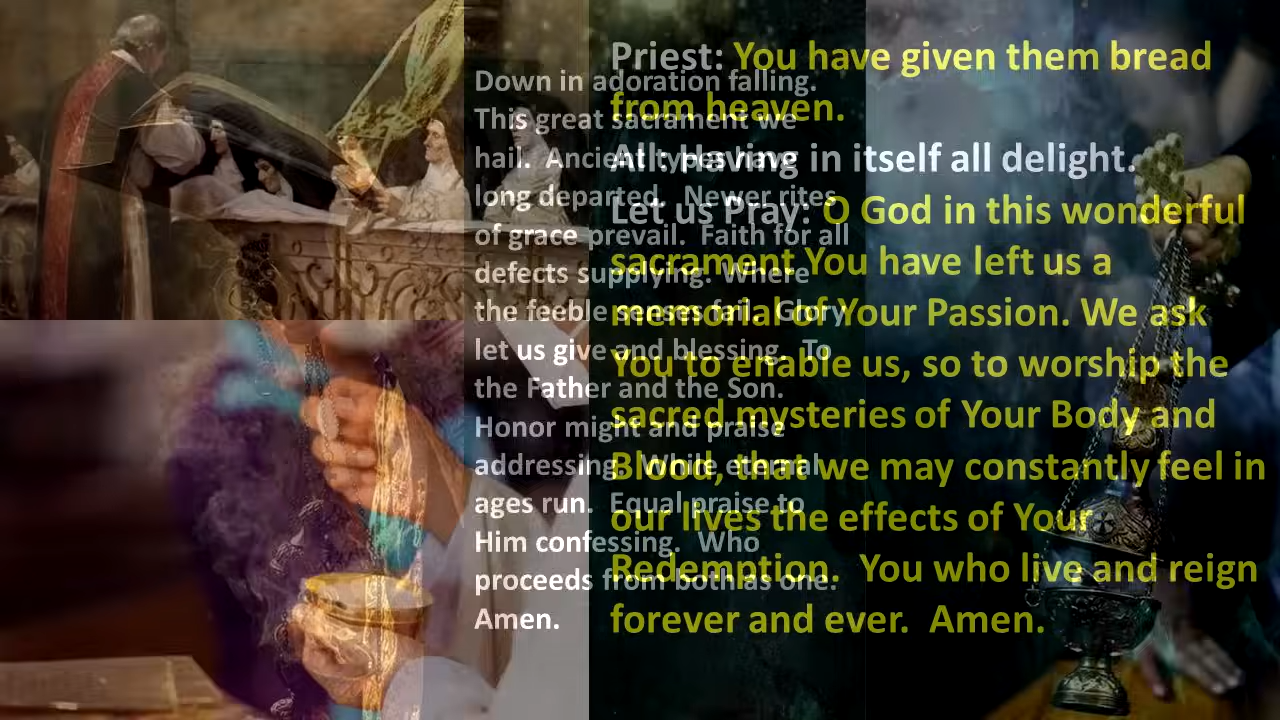 Down in adoration falling.
This great sacrament we
hail.  Ancient types have
long departed.  Newer rites
of grace prevail.  Faith for all
defects supplying. Where
the feeble senses fail.  Glory
let us give and blessing.  To
the Father and the Son.
Honor might and praise
addressing.  While eternal
ages run.  Equal praise to
Him confessing.  Who
proceeds from both as one.
Amen.
Priest: You have given them bread
from heaven.
All: Having in itself all delight.
Let us Pray: O God in this wonderful
sacrament You have left us a
memorial of Your Passion. We ask
You to enable us, so to worship the
sacred mysteries of Your Body and
Blood, that we may constantly feel in
our lives the effects of Your
Redemption.  You who live and reign
forever and ever.  Amen.